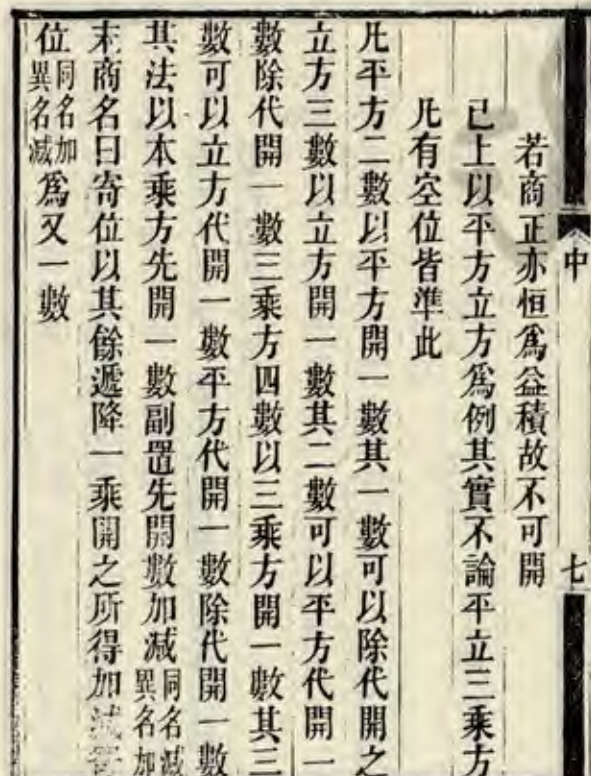 中 七
若商正亦恒爲益積故不可開
已上以平方立方爲例其實不論平立三乘方
凡有空位皆準此
凡平方二數以平方開一數其一數可以除代開之
立方三數以立方開一數其二數可以平方代開一
數除代開一數三乘方四數以三乘方開一數其三
數可以立方代開一數平方代開一數除代開一數
其法以本乘方先開一數副置先開數加減同名減異名加
末商名曰寄位以其餘遞降一乘開之所得加減
位同名加異名減爲又一數